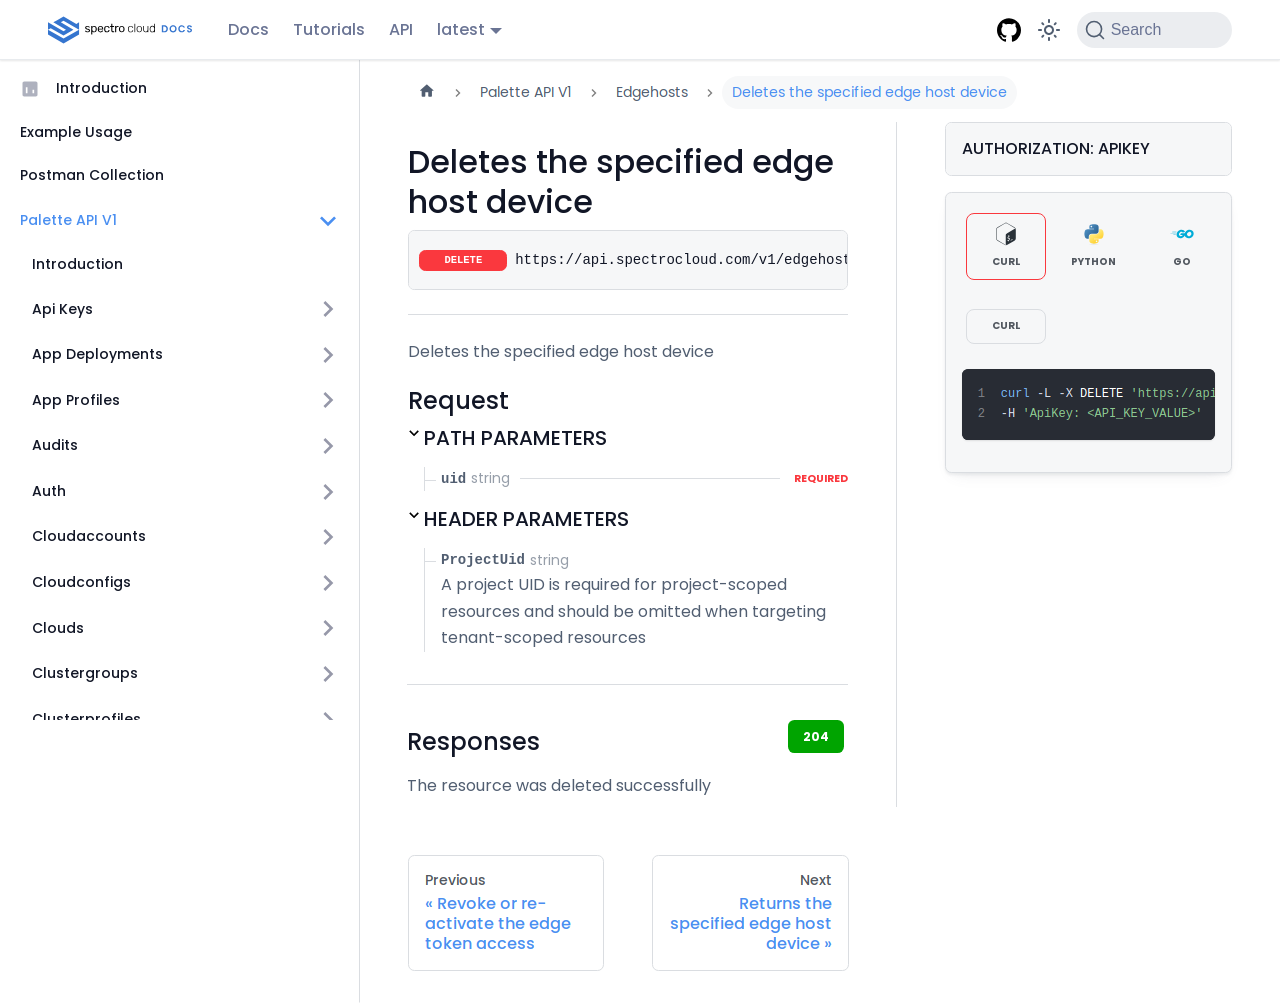 spectro cloud DOCS
Docs
Tutorials
API
latest
Search
Introduction
Example Usage
Postman Collection
Palette API V1
Introduction
Api Keys
App Deployments
App Profiles
Audits
Auth
Cloudaccounts
Cloudconfigs
Clouds
Clustergroups
Clusterprofiles
Palette API V1
Edgehosts
Deletes the specified edge host device
Deletes the specified edge
host device
DELETE https://api.spectrocloud.com/v1/edgehost
Deletes the specified edge host device
Request
PATH PARAMETERS
uid string REQUIRED
HEADER PARAMETERS
ProjectUid string
A project UID is required for project-scoped
resources and should be omitted when targeting
tenant-scoped resources
Responses
204
The resource was deleted successfully
Previous
« Revoke or re-
activate the edge
token access
Next
Returns the
specified edge host
device »
AUTHORIZATION: APIKEY
CURL
PYTHON
GO
CURL
1 curl -L -X DELETE 'https://api
2 -H 'ApiKey: <API_KEY_VALUE>'